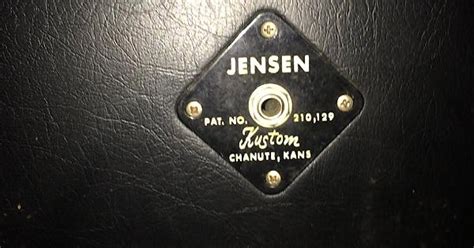 JENSEN
PAT. NO. 210,129
Kustom
CHANUTE, KANS